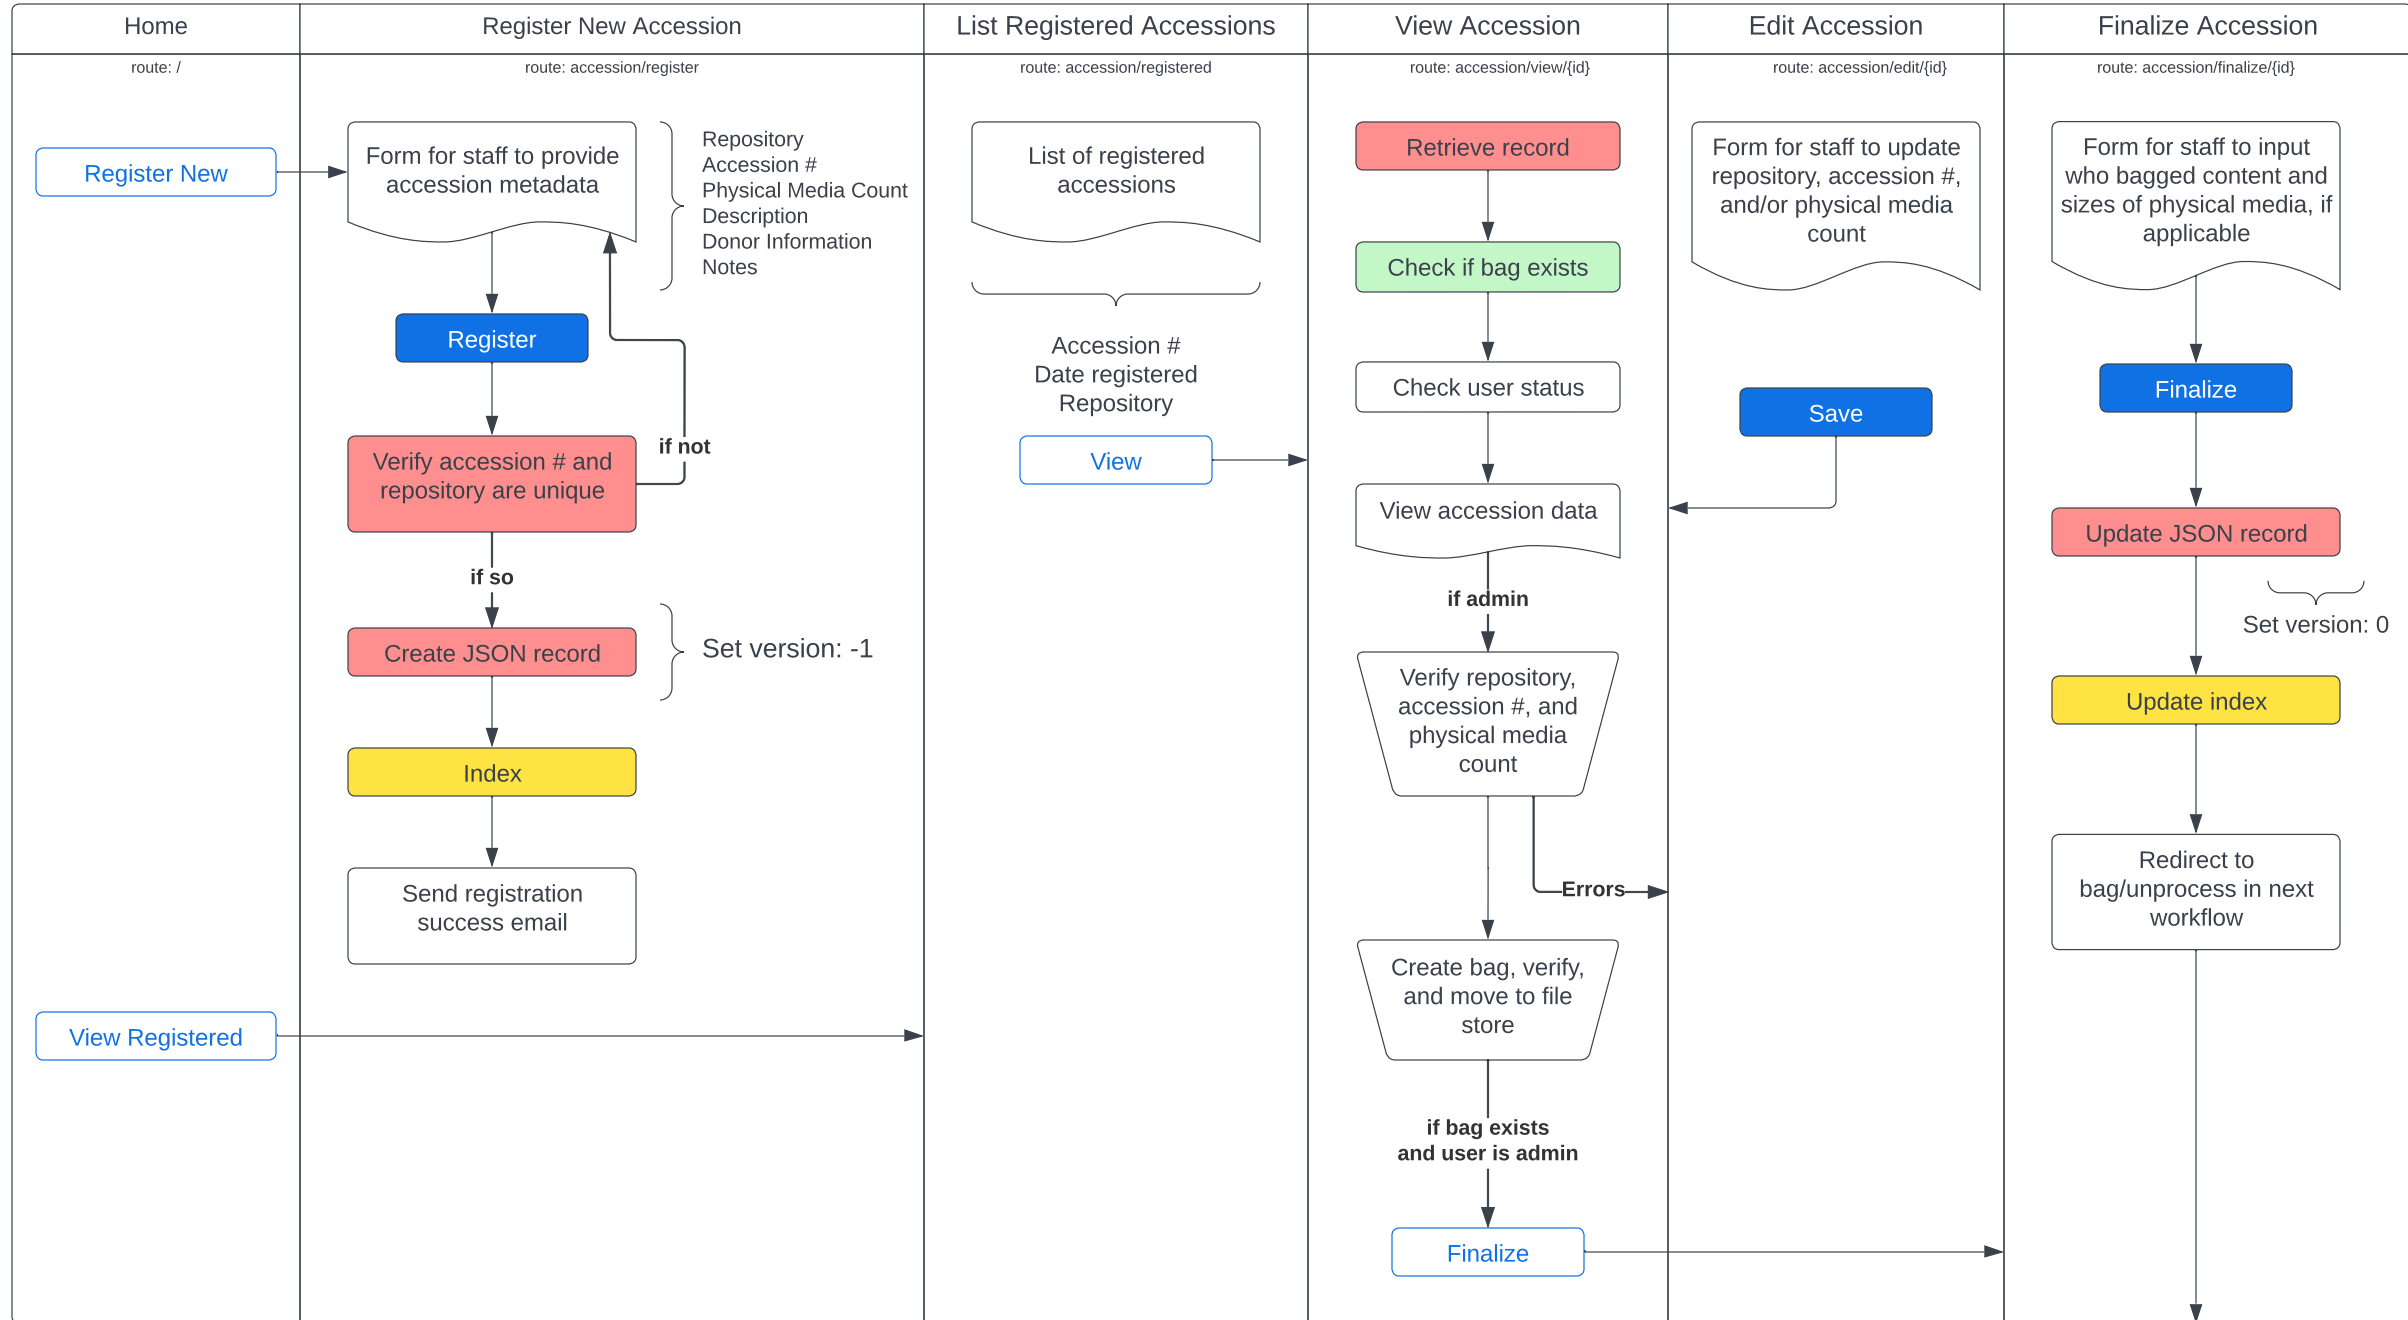 Home
route: /
Register New
View Registered
Register New Accession
route: accession/register
Form for staff to provide
accession metadata
Repository
Accession #
Physical Media Count
Description
Donor Information
Notes
Register
if not
Verify accession # and
repository are unique
if so
Create JSON record
Set version: -1
Index
Send registration
success email
List Registered Accessions
route: accession/registered
List of registered
accessions
Accession #
Date registered
Repository
View
View Accession
route: accession/view/{id}
Retrieve record
Check if bag exists
Check user status
View accession data
if admin
Verify repository,
accession #, and
physical media
count
Errors
Create bag, verify,
and move to file
store
if bag exists
and user is admin
Finalize
Edit Accession
route: accession/edit/{id}
Form for staff to update
repository, accession #,
and/or physical media
count
Save
Finalize Accession
route: accession/finalize/{id}
Form for staff to input
who bagged content and
sizes of physical media, if
applicable
Finalize
Update JSON record
Set version: 0
Update index
Redirect to
bag/unprocess in next
workflow